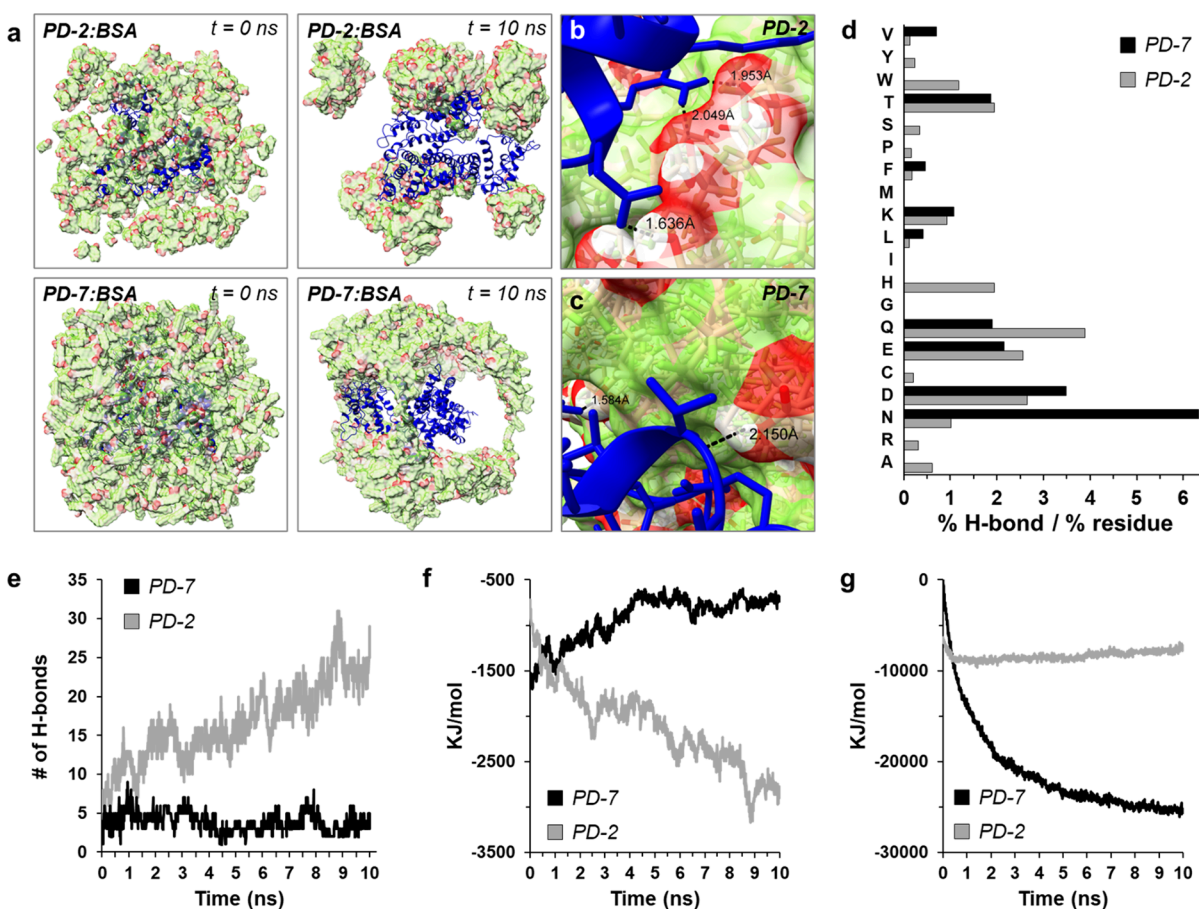 a
PD-2:BSA t = 0 ns
PD-2:BSA t = 10 ns
PD-7:BSA t = 0 ns
PD-7:BSA t = 10 ns
b PD-2
1.953Å
2.049Å
1.636Å
c PD-7
1.584Å
2.150Å
d
PD-7
PD-2
V
Y
W
T
S
P
F
M
K
L
I
H
G
Q
E
C
D
N
R
A
0 1 2 3 4 5 6
% H-bond / % residue
e
PD-7
PD-2
# of H-bonds
35
30
25
20
15
10
5
0
0 1 2 3 4 5 6 7 8 9 10
Time (ns)
f
KJ/mol
-500
-1500
-2500
-3500
PD-7
PD-2
0 1 2 3 4 5 6 7 8 9 10
Time (ns)
g
KJ/mol
0
-10000
-20000
-30000
PD-7
PD-2
0 1 2 3 4 5 6 7 8 9 10
Time (ns)